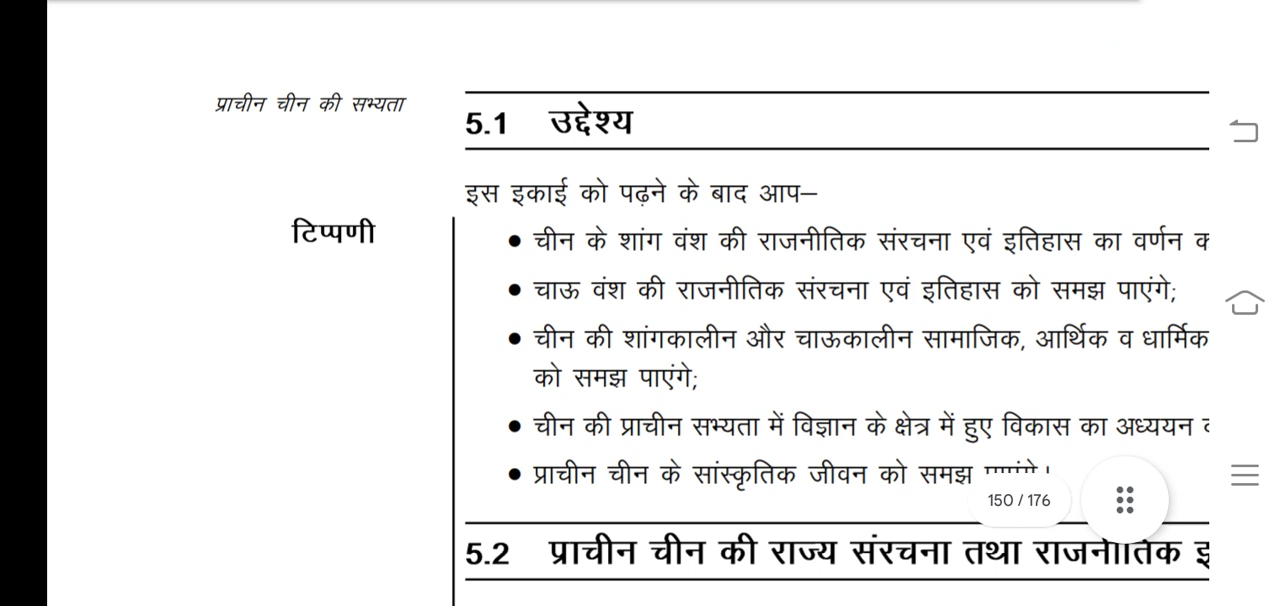 प्राचीन चीन की सभ्यता
5.1 उद्देश्य
इस इकाई को पढ़ने के बाद आप–
टिप्पणी
• चीन के शांग वंश की राजनीतिक संरचना एवं इतिहास का वर्णन
• चाऊ वंश की राजनीतिक संरचना एवं इतिहास को समझ पाएंगे;
• चीन की शांगकालीन और चाऊकालीन सामाजिक, आर्थिक व धार्मिक
को समझ पाएंगे;
• चीन की प्राचीन सभ्यता में विज्ञान के क्षेत्र में हुए विकास का अध्ययन
• प्राचीन चीन के सांस्कृतिक जीवन को समझ
150 / 176
5.2 प्राचीन चीन की राज्य संरचना तथा राजनीतिक